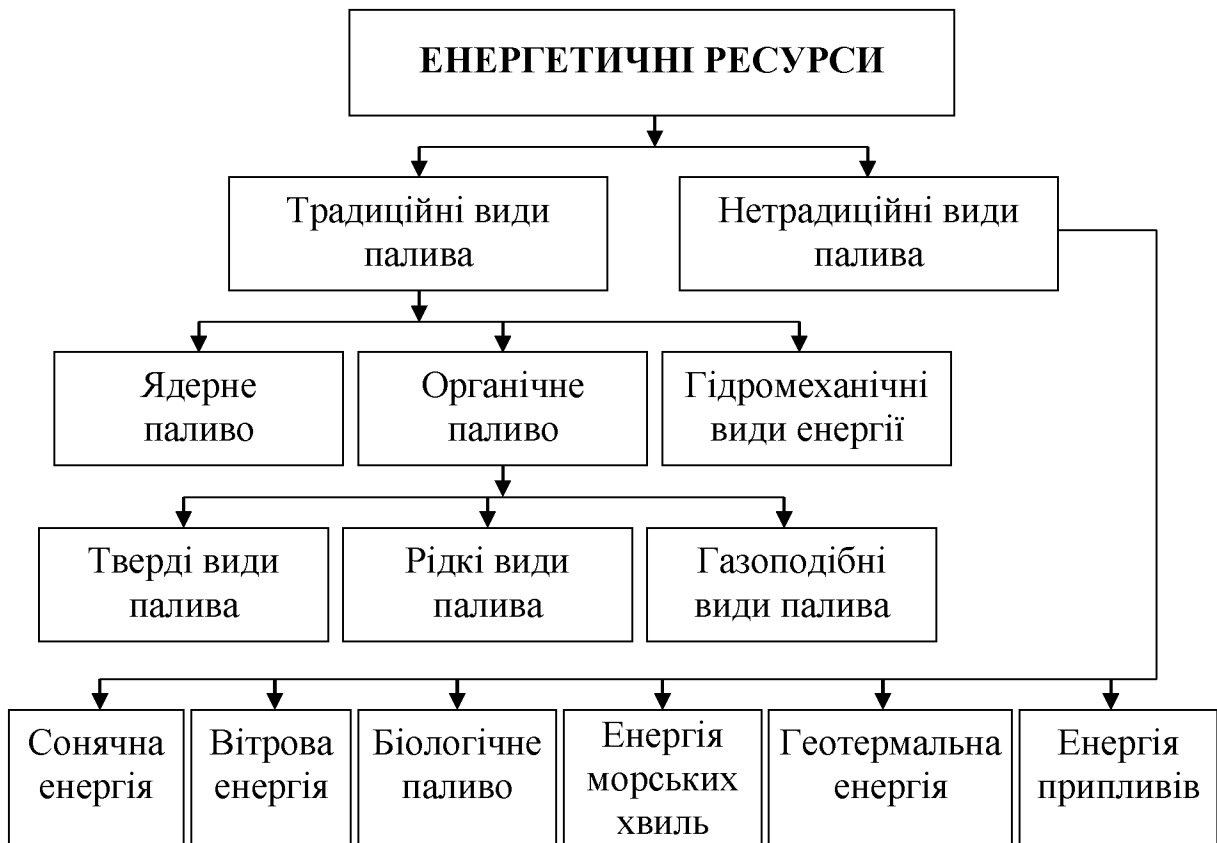 ЕНЕРГЕТИЧНІ РЕСУРСИ
Традиційні види
палива
Нетрадиційні види
палива
Ядерне
паливо
Органічне
паливо
Гідромеханічні
види енергії
Тверді види
палива
Рідкі види
палива
Газоподібні
види палива
Сонячна
енергія
Вітрова
енергія
Біологічне
паливо
Енергія
морських
хвиль
Геотермальна
енергія
Енергія
припливів